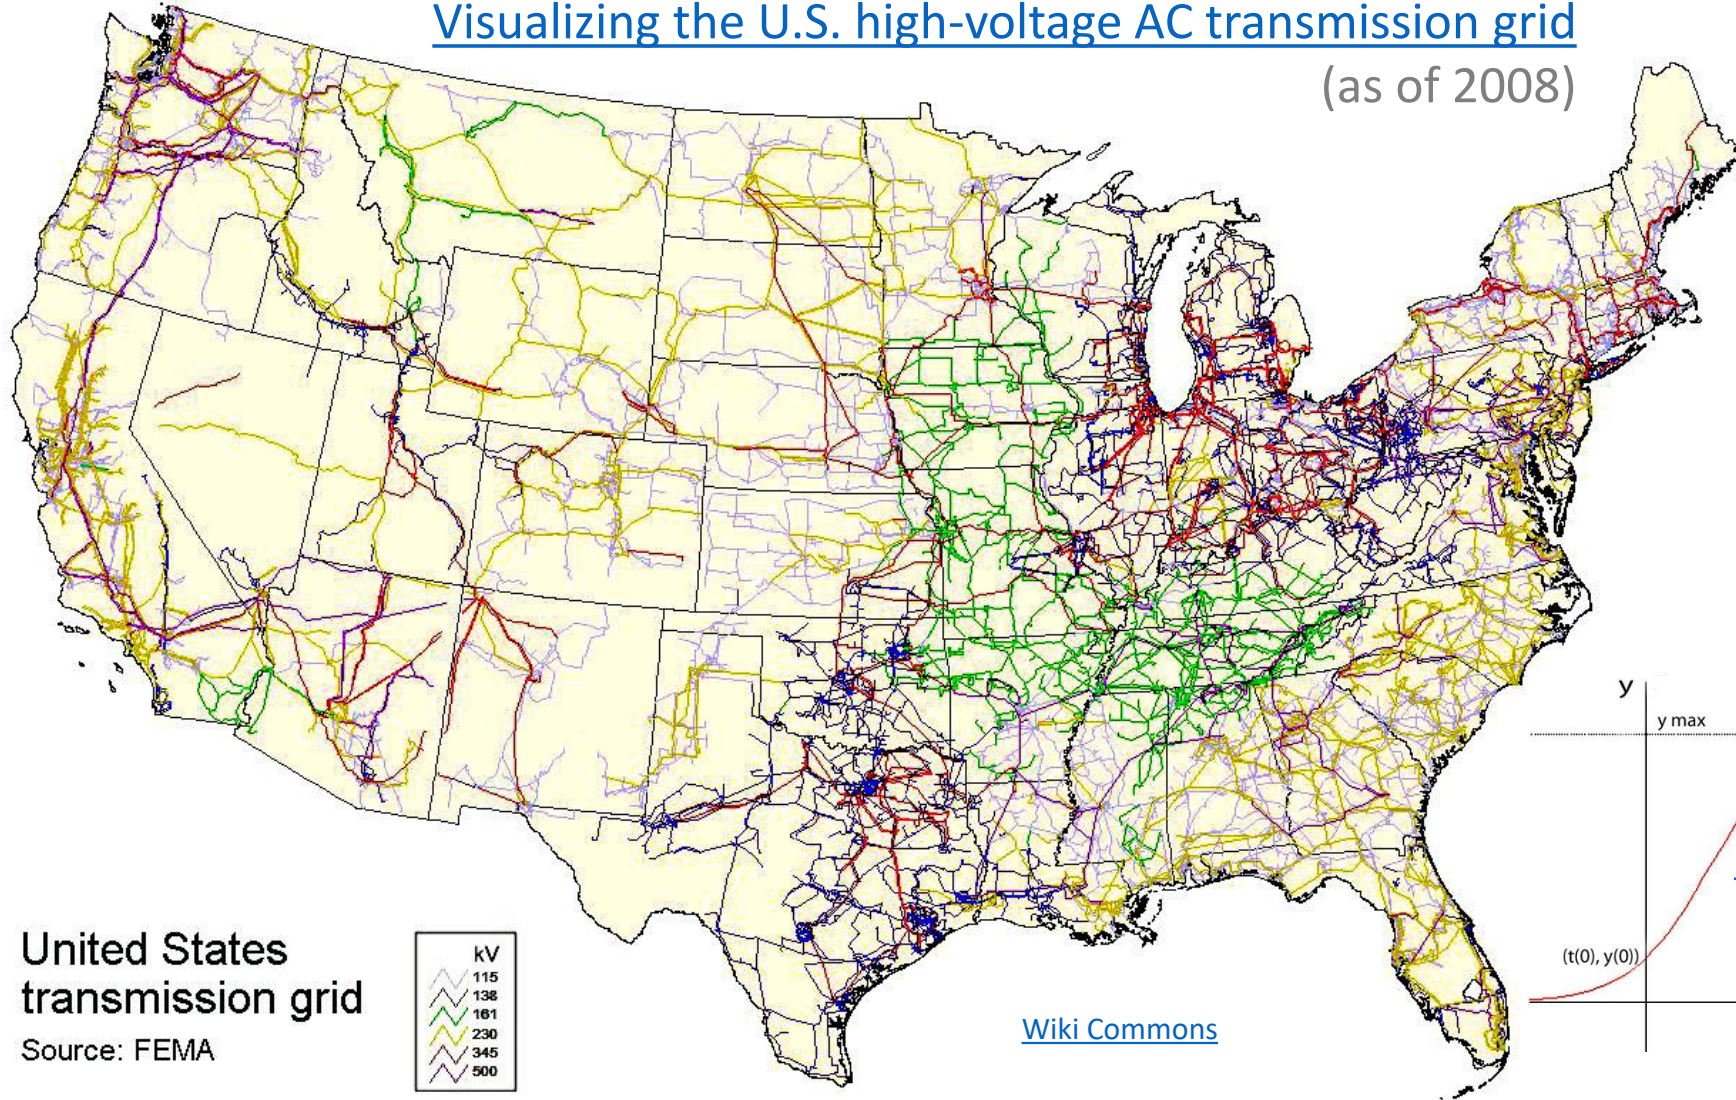 Visualizing the U.S. high-voltage AC transmission grid
(as of 2008)
y
y max
(t(0), y(0))
United States
transmission grid
Source: FEMA
kV
115
138
161
230
345
500
Wiki Commons